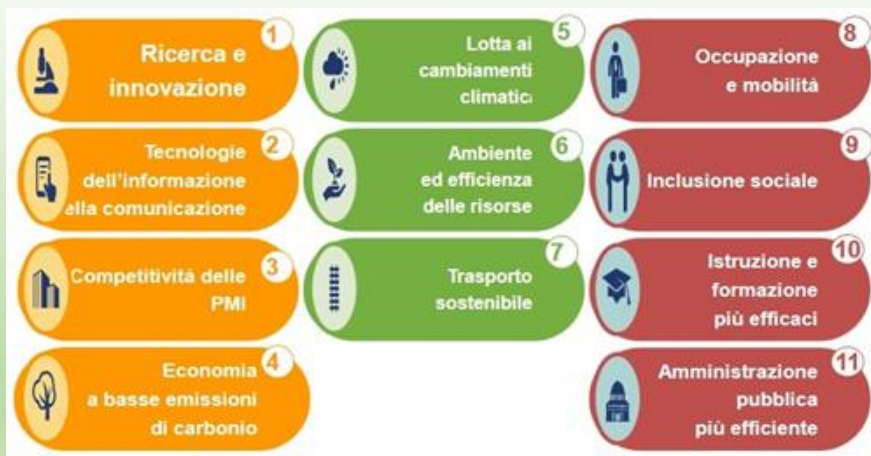 1
Ricerca e
innovazione
2
Tecnologie
dell'informazione
ella comunicazione
3
Competitività delle
PMI
4
Economia
a basse emissioni
di carbonio
5
Lotta ai
cambiamenti
climatici
6
Ambiente
ed efficienza
delle risorse
7
Trasporto
sostenibile
8
Occupazione
e mobilità
9
Inclusione sociale
10
Istruzione e
formazione
più efficaci
11
Amministrazione
pubblica
più efficiente